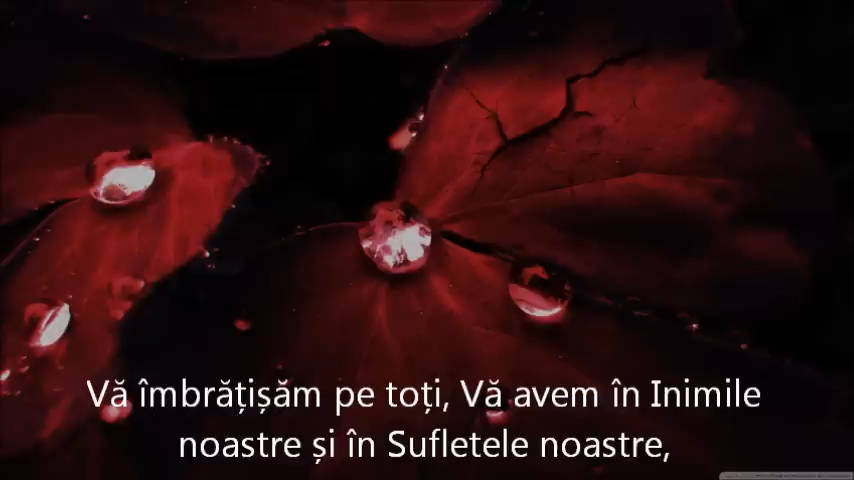 Vă îmbrățișăm pe toți, Vă avem în Inimile
noastre și în Sufletele noastre,